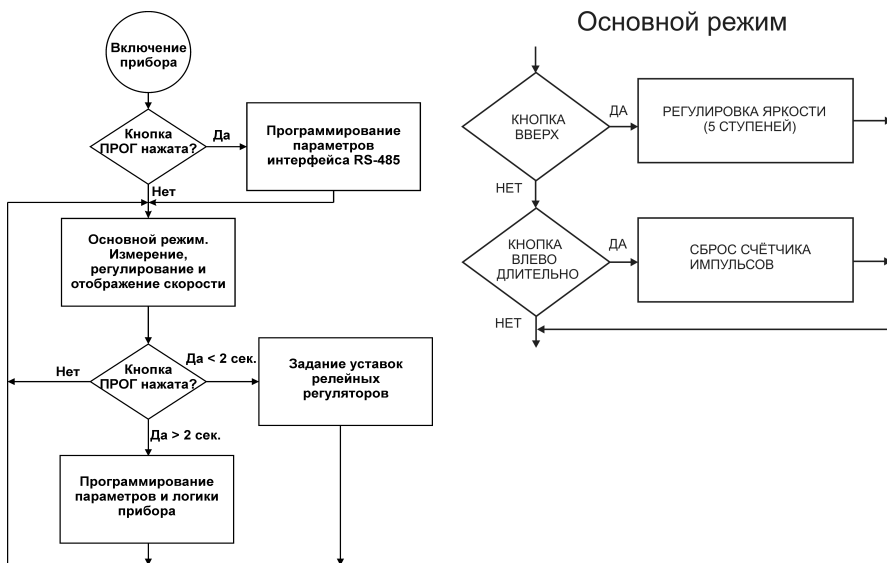 Включение
прибора
Кнопка
ПРОГ нажата?
Да
Программирование
параметров
интерфейса RS-485
Нет
Основной режим.
Измерение,
регулирование и
отображение скорости
Кнопка
ПРОГ нажата?
Нет
Да < 2 сек.
Задание уставок
релейных
регуляторов
Да > 2 сек.
Программирование
параметров и логики
прибора
Основной режим
КНОПКА
ВВЕРХ
ДА
РЕГУЛИРОВКА ЯРКОСТИ
(5 СТУПЕНЕЙ)
НЕТ
КНОПКА
ВЛЕВО
ДЛИТЕЛЬНО
ДА
СБРОС СЧЁТЧИКА
ИМПУЛЬСОВ
НЕТ